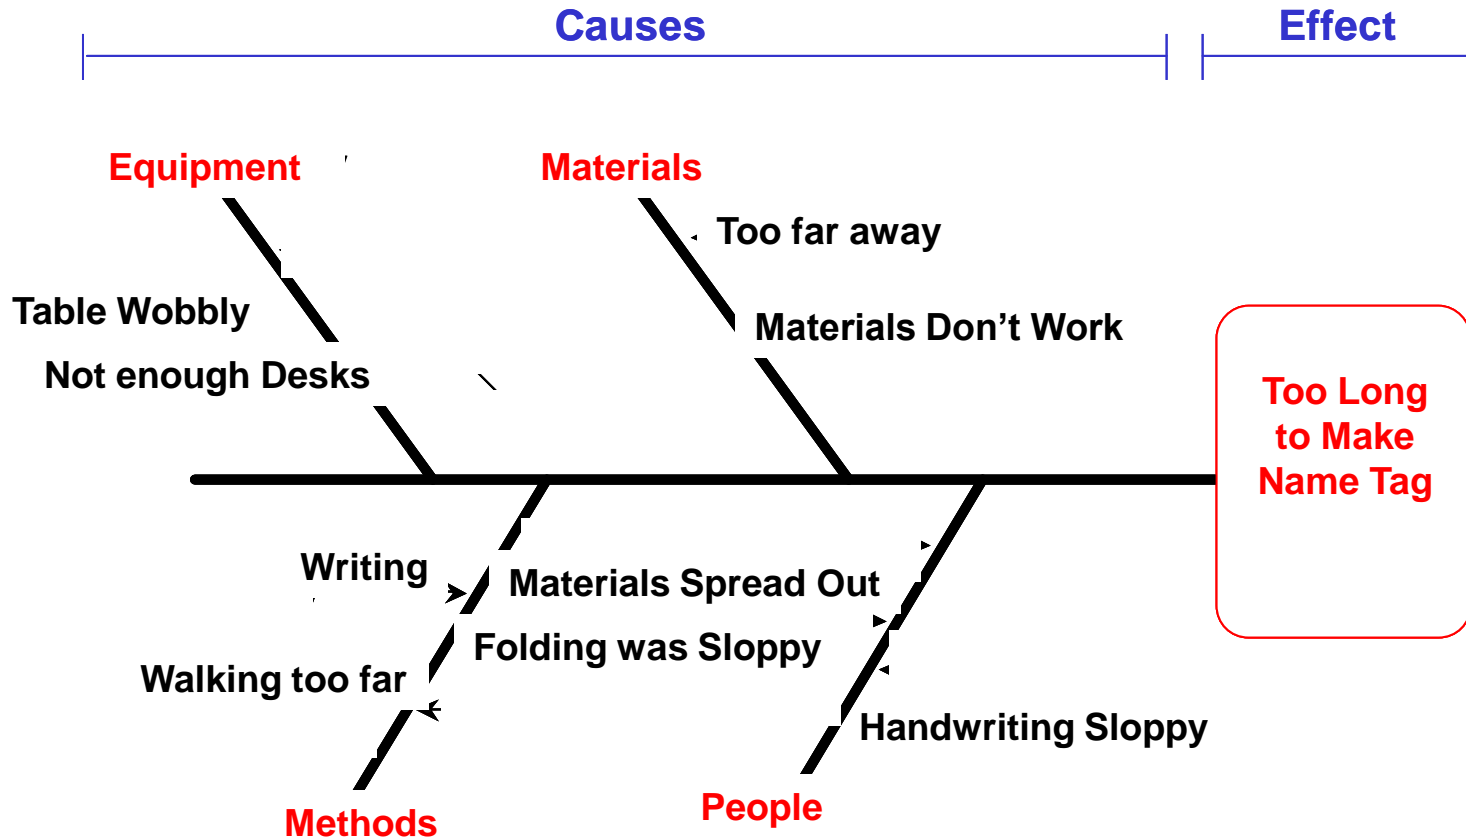 Causes
Effect
Equipment
Materials
Too far away
Table Wobbly
Materials Don’t Work
Not enough Desks
Too Long
to Make
Name Tag
Writing
Materials Spread Out
Folding was Sloppy
Walking too far
Handwriting Sloppy
People
Methods